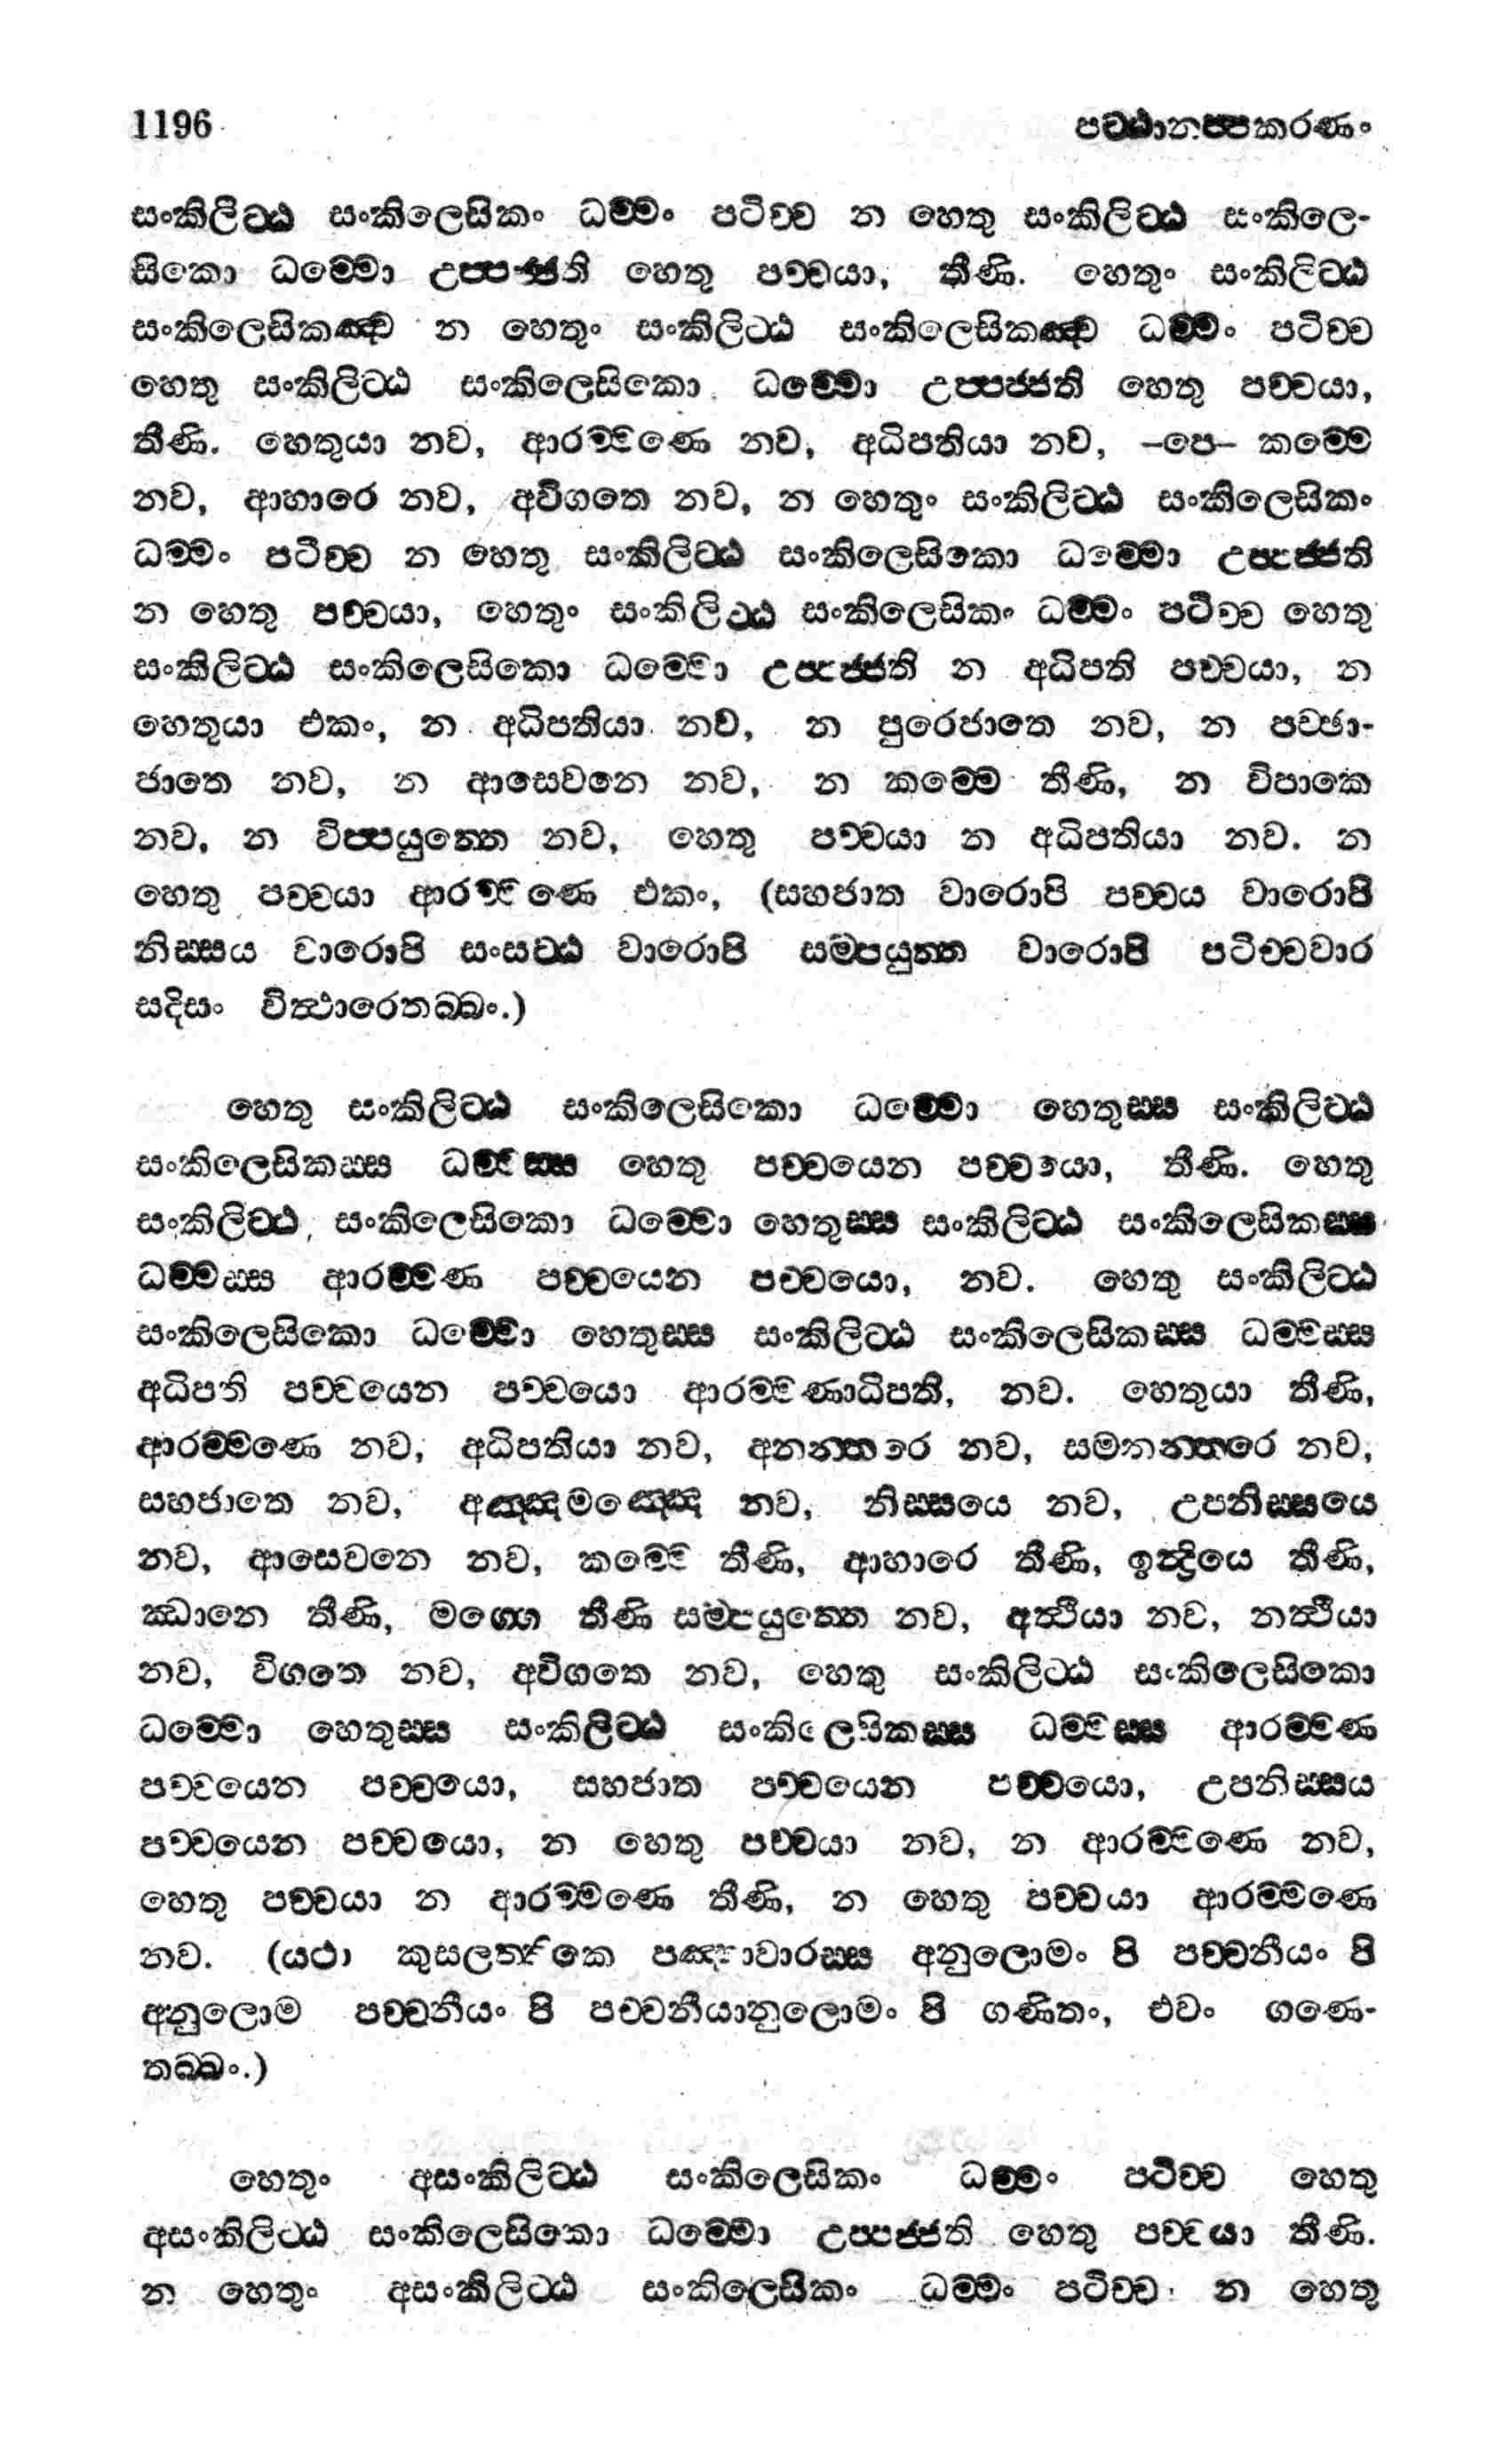 1196 පට්ඨානප්පකරණං
සංකිලිට්ඨ සංකිලෙසිකං ධම්මං පටිච්ච න හෙතු සංකිලිට්ඨ සංකිලෙ-
සිකො ධම්මො උප්පජ්ජති හෙතු පච්චයා, තීණි. හෙතුං සංකිලිට්ඨ
සංකිලෙසිකඤ්ච න හෙතුං සංකිලිට්ඨ සංකිලෙසිකඤ්ච ධම්මං පටිච්ච
හෙතු සංකිලිට්ඨ සංකිලෙසිකො ධම්මො උප්පජ්ජති හෙතු පච්චයා,
තීණි. හෙතුයා නව, ආරම්මණෙ නව, අධිපතියා නව, –පෙ– කම්මෙ
නව, ආහාරෙ නව, අවිගතෙ නව, න හෙතුං සංකිලිට්ඨ සංකිලෙසිකං
ධම්මං පටිච්ච න හෙතු සංකිලිට්ඨ සංකිලෙසිකො ධම්මො උප්පජ්ජති
න හෙතු පච්චයා, හෙතුං සංකිලිට්ඨ සංකිලෙසිකං ධම්මං පටිච්ච හෙතු
සංකිලිට්ඨ සංකිලෙසිකො ධම්මො උප්පජ්ජති න අධිපති පච්චයා, න
හෙතුයා එකං, න අධිපතියා නව, න පුරෙජාතෙ නව, න පච්ඡා-
ජාතෙ නව, න ආසෙවනෙ නව, න කම්මෙ තීණි, න විපාකෙ
නව, න විප්පයුත්තෙ නව, හෙතු පච්චයා න අධිපතියා නව. න
හෙතු පච්චයා ආරම්මණෙ එකං, (සහජාත වාරොපි පච්චය වාරොපි
නිස්සය වාරොපි සංසට්ඨ වාරොපි සම්පයුත්ත වාරොපි පටිච්චවාර
සදිසං විත්ථාරෙතබ්බං.)
හෙතු සංකිලිට්ඨ සංකිලෙසිකො ධම්මො හෙතුස්ස සංකිලිට්ඨ
සංකිලෙසිකස්ස ධම්මස්ස හෙතු පච්චයෙන පච්චයො, තීණි. හෙතු
සංකිලිට්ඨ සංකිලෙසිකො ධම්මො හෙතුස්ස සංකිලිට්ඨ සංකිලෙසිකස්ස
ධම්මස්ස ආරම්මණ පච්චයෙන පච්චයො, නව. හෙතු සංකිලිට්ඨ
සංකිලෙසිකො ධම්මො හෙතුස්ස සංකිලිට්ඨ සංකිලෙසිකස්ස ධම්මස්ස
අධිපති පච්චයෙන පච්චයො ආරම්මණාධිපති, නව. හෙතුයා තීණි,
ආරම්මණෙ නව, අධිපතියා නව, අනන්තරෙ නව, සමනන්තරෙ නව,
සහජාතෙ නව, අඤ්ඤමඤ්ඤෙ නව, නිස්සයෙ නව, උපනිස්සයෙ
නව, ආසෙවනෙ නව, කම්මෙ තීණි, ආහාරෙ තීණි, ඉන්ද්‍රියෙ තීණි,
ඣානෙ තීණි, මග්ගෙ තීණි සම්පයුත්තෙ නව, අත්ථියා නව, නත්ථියා
නව, විගතෙ නව, අවිගතෙ නව, හෙතු සංකිලිට්ඨ සංකිලෙසිකො
ධම්මො හෙතුස්ස සංකිලිට්ඨ සංකිලෙසිකස්ස ධම්මස්ස ආරම්මණ
පච්චයෙන පච්චයො, සහජාත පච්චයෙන පච්චයො, උපනිස්සය
පච්චයෙන පච්චයො, න හෙතු පච්චයා නව, න ආරම්මණෙ නව,
හෙතු පච්චයා න ආරම්මණෙ තීණි, න හෙතු පච්චයා ආරම්මණෙ
නව. (යථා කුසලත්තිකෙ පඤ්හාවාරස්ස අනුලොමං පි පච්චනීයං පි
අනුලොම පච්චනීයං පි පච්චනීයානුලොමං පි ගණිතං, එවං ගණෙ-
තබ්බං.)
හෙතුං අසංකිලිට්ඨ සංකිලෙසිකං ධම්මං පටිච්ච හෙතු
අසංකිලිට්ඨ සංකිලෙසිකො ධම්මො උප්පජ්ජති හෙතු පච්චයා තීණි.
න හෙතුං අසංකිලිට්ඨ සංකිලෙසිකං ධම්මං පටිච්ච න හෙතු